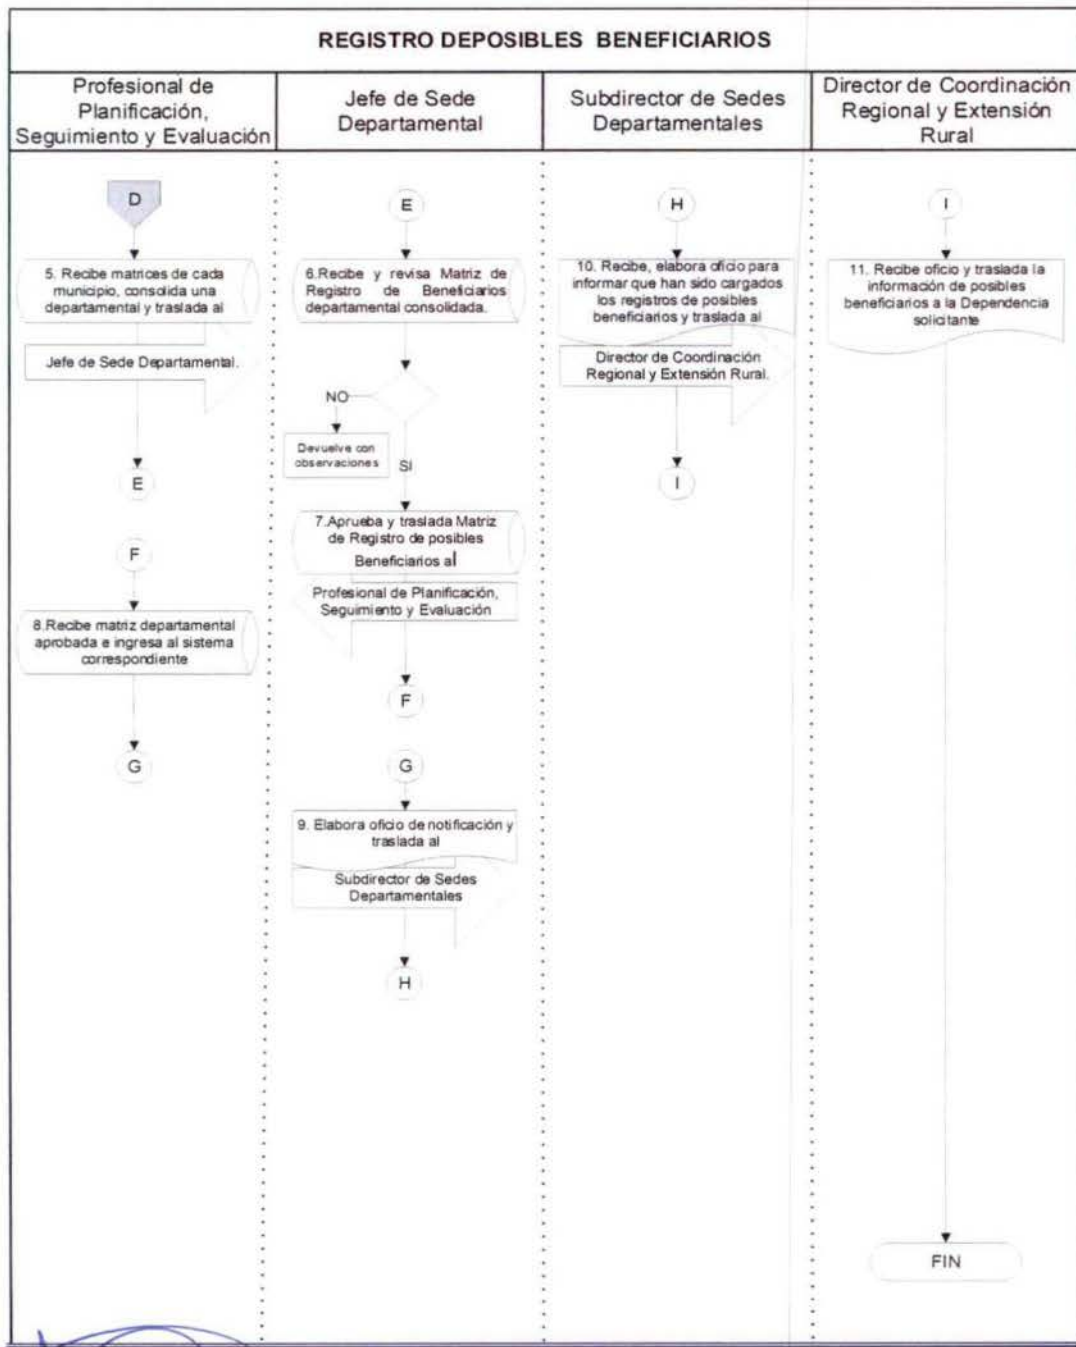 REGISTRO DEPOSIBLES BENEFICIARIOS
Profesional de
Planificación,
Seguimiento y Evaluación
Jefe de Sede
Departamental
Subdirector de Sedes
Departamentales
Director de Coordinación
Regional y Extensión
Rural
D
5. Recibe matrices de cada
municipio, consolida una
departamental y traslada al
Jefe de Sede Departamental.
E
F
8.Recibe matriz departamental
aprobada e ingresa al sistema
correspondiente
G
E
6.Recibe y revisa Matriz de
Registro de Beneficiarios
departamental consolidada.
NO
Devuelve con
observaciones
SI
7.Aprueba y traslada Matriz
de Registro de posibles
Beneficiarios al
Profesional de Planificación,
Seguimiento y Evaluación
F
G
9. Elabora oficio de notificación y
traslada al
Subdirector de Sedes
Departamentales
H
H
10. Recibe, elabora oficio para
informar que han sido cargados
los registros de posibles
beneficiarios y traslada al
Director de Coordinación
Regional y Extensión Rural.
I
I
11. Recibe oficio y traslada la
información de posibles
beneficiarios a la Dependencia
solicitante
FIN